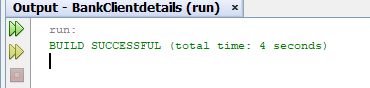 Output - BankClientdetails (run) ×
run:
BUILD SUCCESSFUL (total time: 4 seconds)